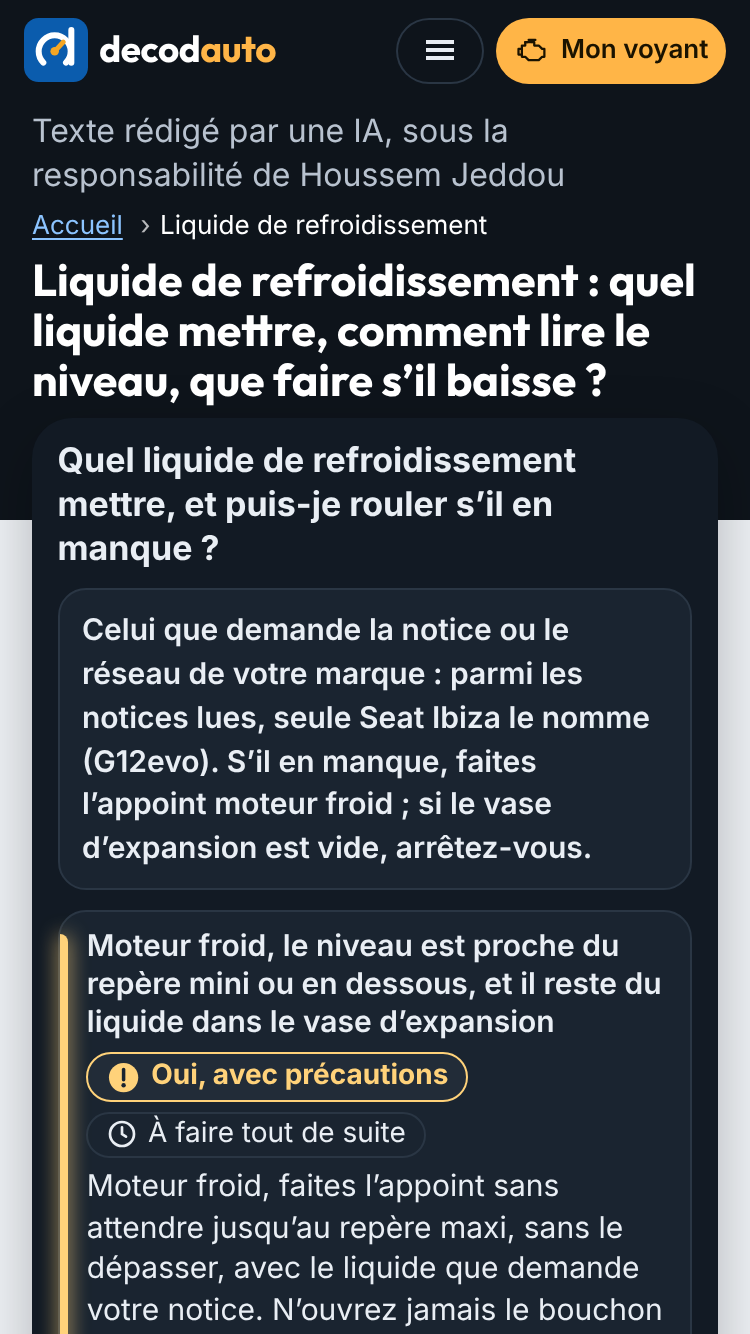 decodauto
Mon voyant
Texte rédigé par une IA, sous la
responsabilité de Houssem Jeddou
Accueil › Liquide de refroidissement
Liquide de refroidissement : quel
liquide mettre, comment lire le
niveau, que faire s’il baisse ?
Quel liquide de refroidissement
mettre, et puis-je rouler s’il en
manque ?
Celui que demande la notice ou le
réseau de votre marque : parmi les
notices lues, seule Seat Ibiza le nomme
(G12evo). S’il en manque, faites
l’appoint moteur froid ; si le vase
d’expansion est vide, arrêtez-vous.
Moteur froid, le niveau est proche du
repère mini ou en dessous, et il reste du
liquide dans le vase d’expansion
Oui, avec précautions
À faire tout de suite
Moteur froid, faites l’appoint sans
attendre jusqu’au repère maxi, sans le
dépasser, avec le liquide que demande
votre notice. N’ouvrez jamais le bouchon